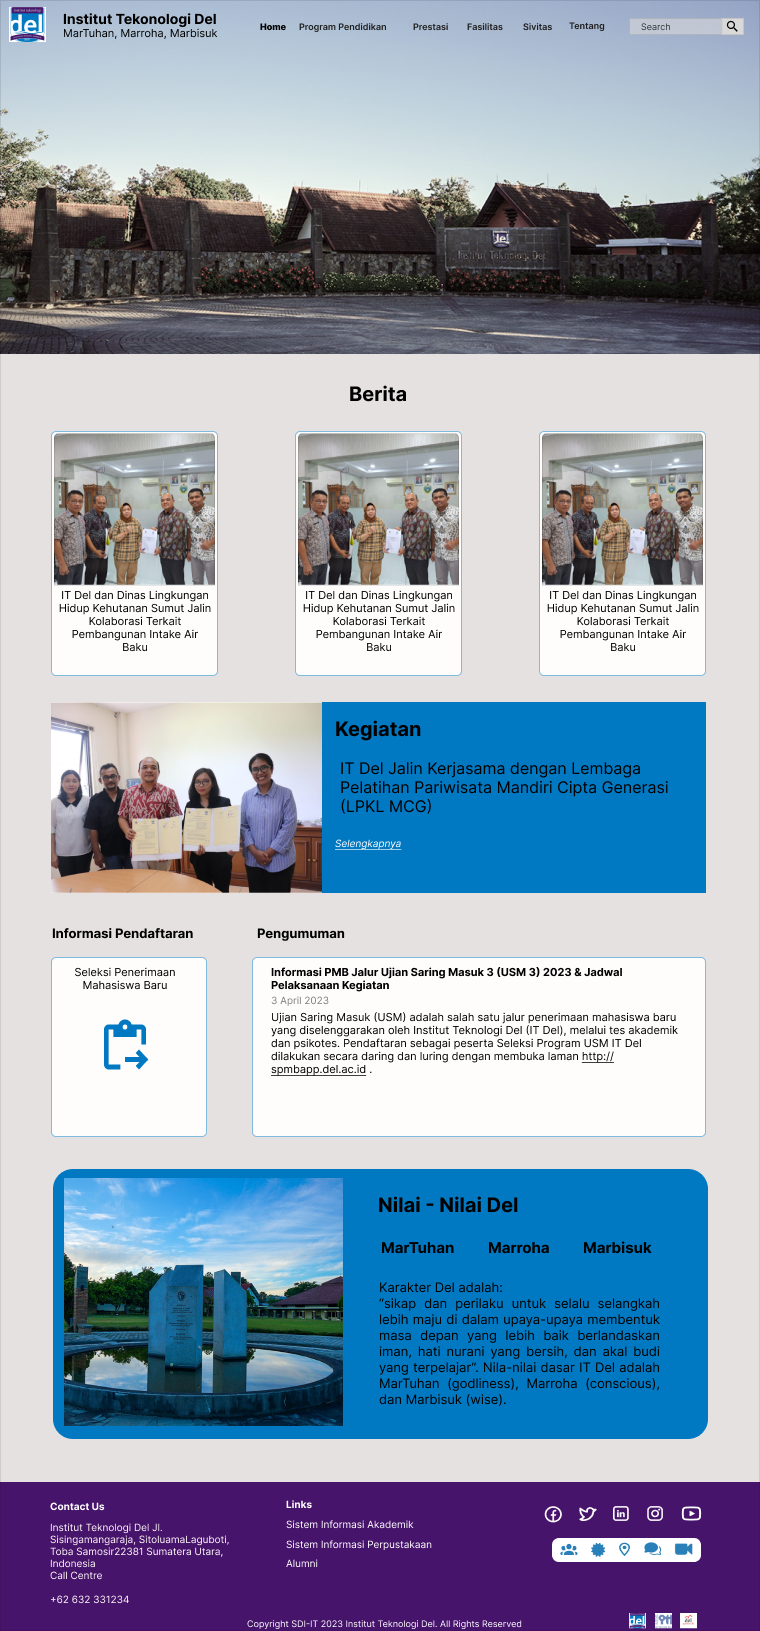 del
Institut Tekonologi Del
MarTuhan, Marroha, Marbisuk
Home
Program Pendidikan
Prestasi
Fasilitas
Sivitas
Tentang
Search
del
Institut Teknologi Del
Berita
IT Del dan Dinas Lingkungan
Hidup Kehutanan Sumut Jalin
Kolaborasi Terkait
Pembangunan Intake Air
Baku
IT Del dan Dinas Lingkungan
Hidup Kehutanan Sumut Jalin
Kolaborasi Terkait
Pembangunan Intake Air
Baku
IT Del dan Dinas Lingkungan
Hidup Kehutanan Sumut Jalin
Kolaborasi Terkait
Pembangunan Intake Air
Baku
Kegiatan
IT Del Jalin Kerjasama dengan Lembaga
Pelatihan Pariwisata Mandiri Cipta Generasi
(LPKL MCG)
Selengkapnya
Informasi Pendaftaran
Seleksi Penerimaan
Mahasiswa Baru
Pengumuman
Informasi PMB Jalur Ujian Saring Masuk 3 (USM 3) 2023 & Jadwal
Pelaksanaan Kegiatan
3 April 2023
Ujian Saring Masuk (USM) adalah salah satu jalur penerimaan mahasiswa baru
yang diselenggarakan oleh Institut Teknologi Del (IT Del), melalui tes akademik
dan psikotes. Pendaftaran sebagai peserta Seleksi Program USM IT Del
dilakukan secara daring dan luring dengan membuka laman http://
spmbapp.del.ac.id .
Nilai - Nilai Del
MarTuhan
Marroha
Marbisuk
Karakter Del adalah:
“sikap dan perilaku untuk selalu selangkah
lebih maju di dalam upaya-upaya membentuk
masa depan yang lebih baik berlandaskan
iman, hati nurani yang bersih, dan akal budi
yang terpelajar”. Nila-nilai dasar IT Del adalah
MarTuhan (godliness), Marroha (conscious),
dan Marbisuk (wise).
Contact Us
Institut Teknologi Del Jl.
Sisingamangaraja, SitoluamaLaguboti,
Toba Samosir22381 Sumatera Utara,
Indonesia
Call Centre
+62 632 331234
Links
Sistem Informasi Akademik
Sistem Informasi Perpustakaan
Alumni
Copyright SDI-IT 2023 Institut Teknologi Del. All Rights Reserved
del